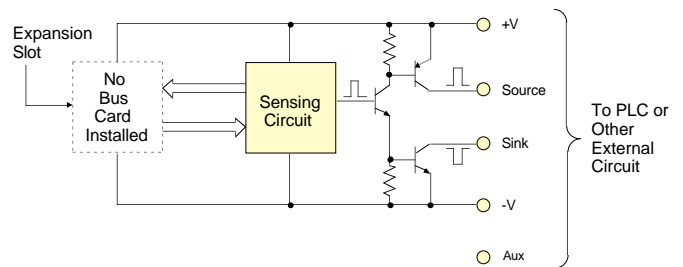 Expansion
Slot
No
Bus
Card
Installed
Sensing
Circuit
+V
Source
Sink
-V
Aux
To PLC or
Other
External
Circuit